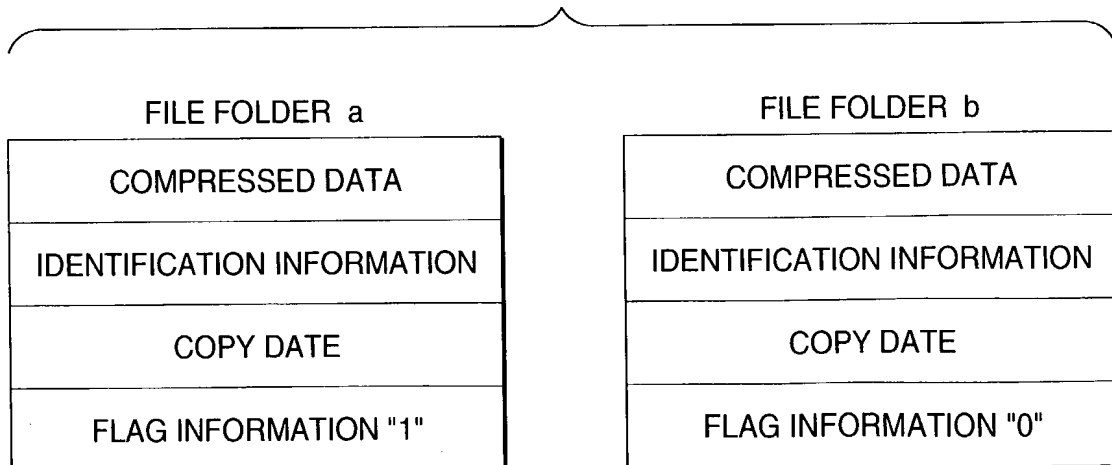 FILE FOLDER a
COMPRESSED DATA
IDENTIFICATION INFORMATION
COPY DATE
FLAG INFORMATION "1"
FILE FOLDER b
COMPRESSED DATA
IDENTIFICATION INFORMATION
COPY DATE
FLAG INFORMATION "0"